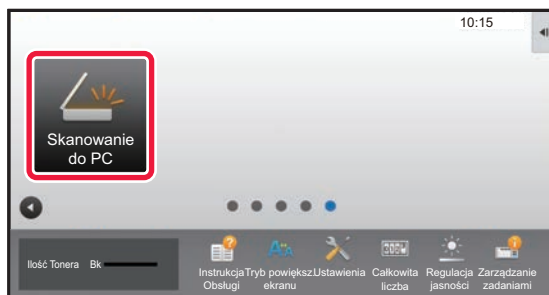 10:15
Skanowanie
do PC
Ilość Tonera Bk
Instrukcja Tryb powiększ. Ustawienia Całkowita Regulacja Zarządzanie
Obsługi ekranu liczba jasności zadaniami